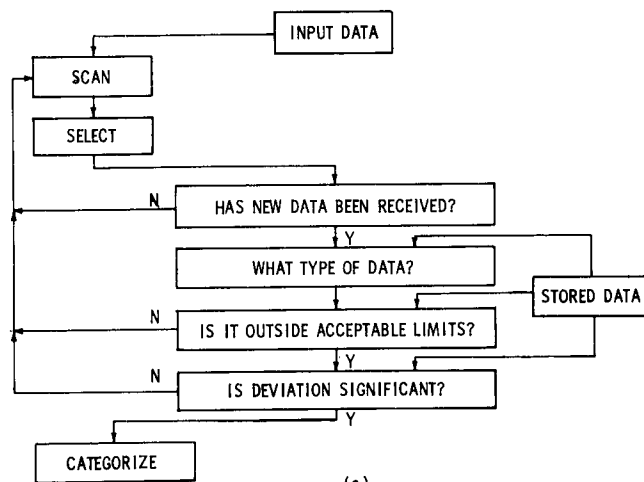 INPUT DATA
SCAN
SELECT
N
HAS NEW DATA BEEN RECEIVED?
Y
WHAT TYPE OF DATA?
STORED DATA
N
IS IT OUTSIDE ACCEPTABLE LIMITS?
Y
N
IS DEVIATION SIGNIFICANT?
Y
CATEGORIZE